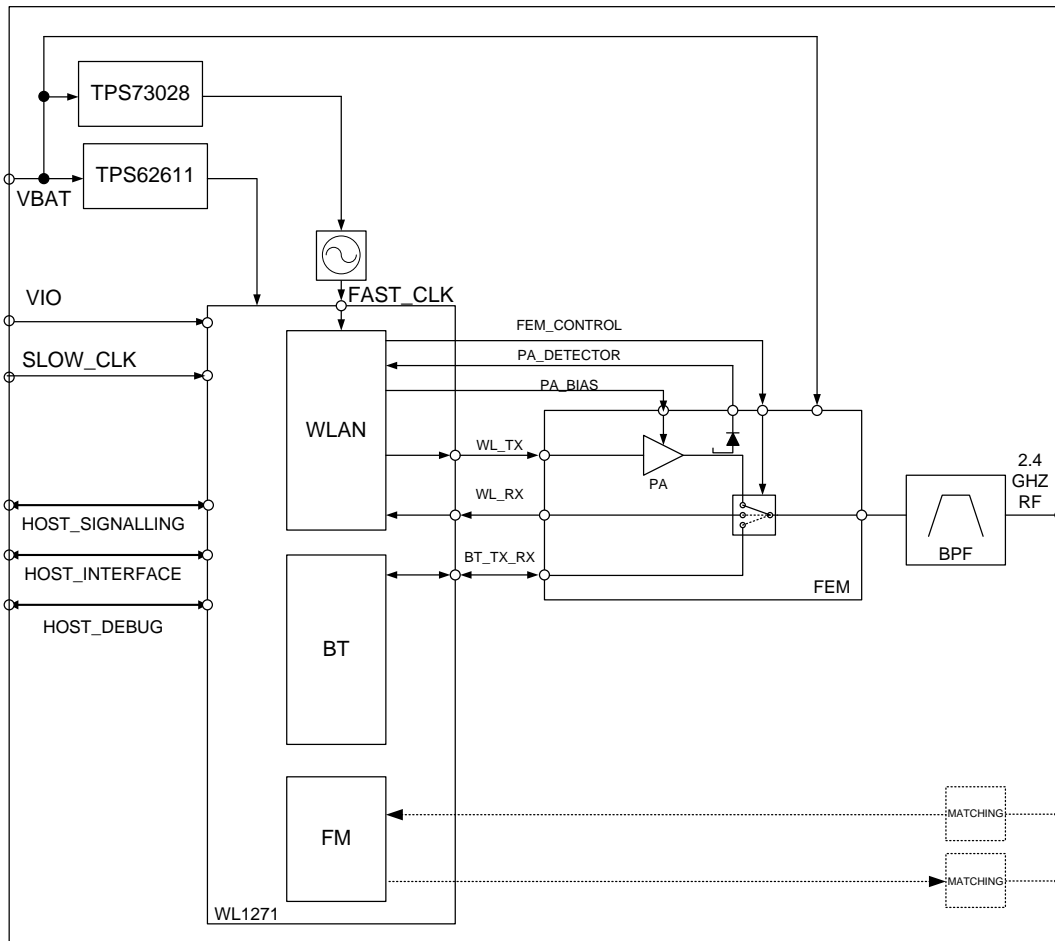 TPS73028
TPS62611
VBAT
FAST_CLK
VIO
SLOW_CLK
FEM_CONTROL
PA_DETECTOR
PA_BIAS
WLAN
WL_TX
PA
WL_RX
2.4
GHZ
RF
BPF
HOST_SIGNALLING
HOST_INTERFACE
HOST_DEBUG
BT_TX_RX
FEM
BT
FM
MATCHING
MATCHING
WL1271